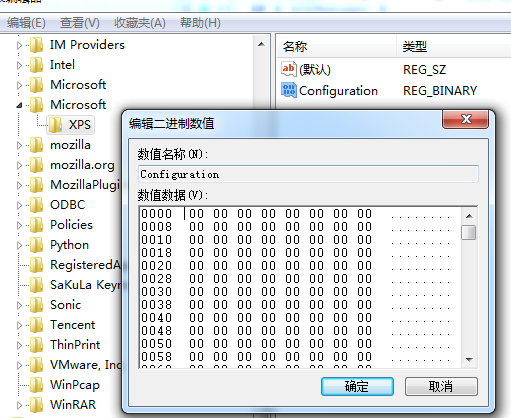 编辑(E) 查看(V) 收藏夹(A) 帮助(H)
IM Providers
Intel
Microsoft
Microsoft
XPS
mozilla
mozilla.org
MozillaPlugi
ODBC
Policies
Python
RegisteredA
SaKuLa Keyr
Sonic
Tencent
ThinPrint
VMware, Inc
WinPcap
WinRAR
名称 类型
(默认) REG_SZ
Configuration REG_BINARY
编辑二进制数值
数值名称(N):
Configuration
数值数据(V):
0000 00 00 00 00 00 00 00 00 ........
0008 00 00 00 00 00 00 00 00 ........
0010 00 00 00 00 00 00 00 00 ........
0018 00 00 00 00 00 00 00 00 ........
0020 00 00 00 00 00 00 00 00 ........
0028 00 00 00 00 00 00 00 00 ........
0030 00 00 00 00 00 00 00 00 ........
0038 00 00 00 00 00 00 00 00 ........
0040 00 00 00 00 00 00 00 00 ........
0048 00 00 00 00 00 00 00 00 ........
0050 00 00 00 00 00 00 00 00 ........
0058 00 00 00 00 00 00 00 00 ........
确定 取消